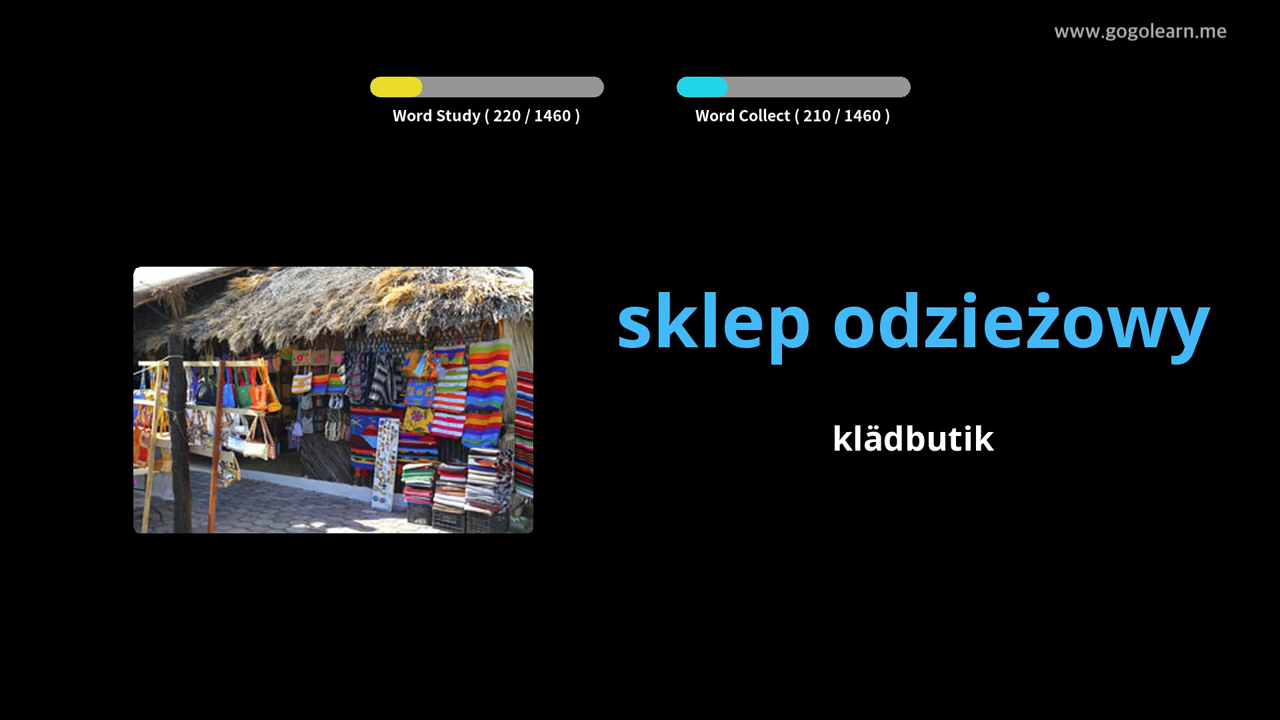 www.gogolearn.me
Word Study ( 220 / 1460 )
Word Collect ( 210 / 1460 )
sklep odzieżowy
klädbutik